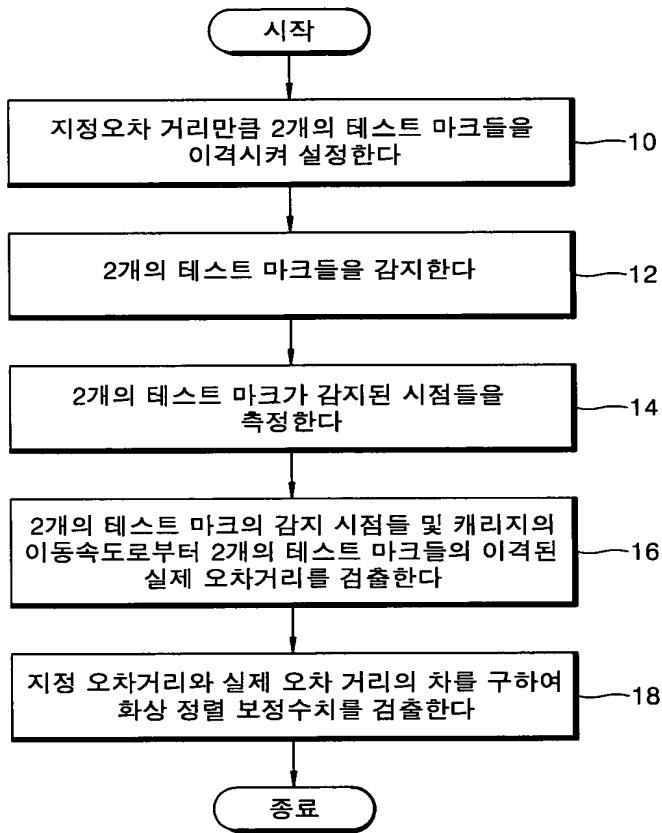 시작
지정오차 거리만큼 2개의 테스트 마크들을
이격시켜 설정한다
10
2개의 테스트 마크들을 감지한다
12
2개의 테스트 마크가 감지된 시점들을
측정한다
14
2개의 테스트 마크의 감지 시점들 및 캐리지의
이동속도로부터 2개의 테스트 마크들의 이격된
실제 오차거리를 검출한다
16
지정 오차거리와 실제 오차 거리의 차를 구하여
화상 정렬 보정수치를 검출한다
18
종료